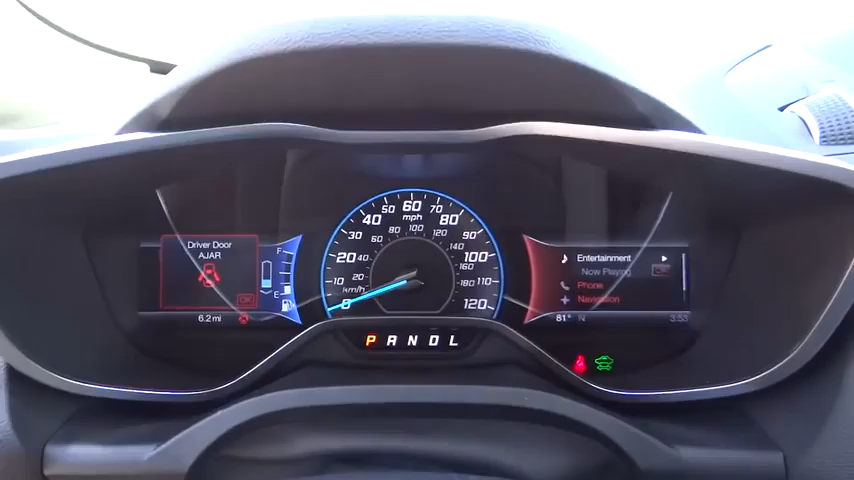 Driver Door
AJAR
OK
6.2 mi
F
E
0 10 20 30 40 50 60 70 80 90 100 110 120
mph
20 40 60 80 100 120 140 160 180
km/h
P R N D L
Entertainment
Now Playing
OK
Phone
Navigation
81° N
3:53